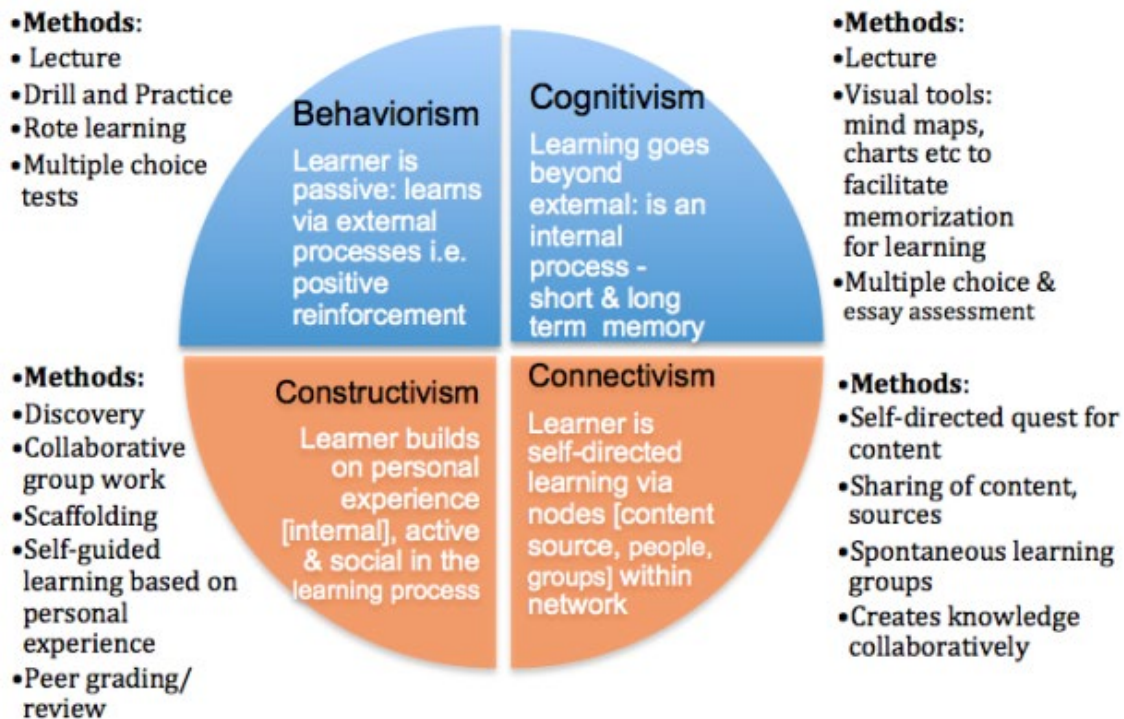 •Methods:
• Lecture
•Drill and Practice
•Rote learning
•Multiple choice
tests
Behaviorism
Learner is
passive: learns
via external
processes i.e.
positive
reinforcement
Cognitivism
Learning goes
beyond
external: is an
internal
process -
short & long
term memory
•Methods:
•Lecture
•Visual tools:
mind maps,
charts etc to
facilitate
memorization
for learning
•Multiple choice &
essay assessment
•Methods:
•Discovery
•Collaborative
group work
•Scaffolding
•Self-guided
learning based on
personal
experience
•Peer grading/
review
Constructivism
Learner builds
on personal
experience
[internal], active
& social in the
learning process
Connectivism
Learner is
self-directed
learning via
nodes [content
source, people,
groups] within
network
•Methods:
•Self-directed quest for
content
•Sharing of content,
sources
•Spontaneous learning
groups
•Creates knowledge
collaboratively